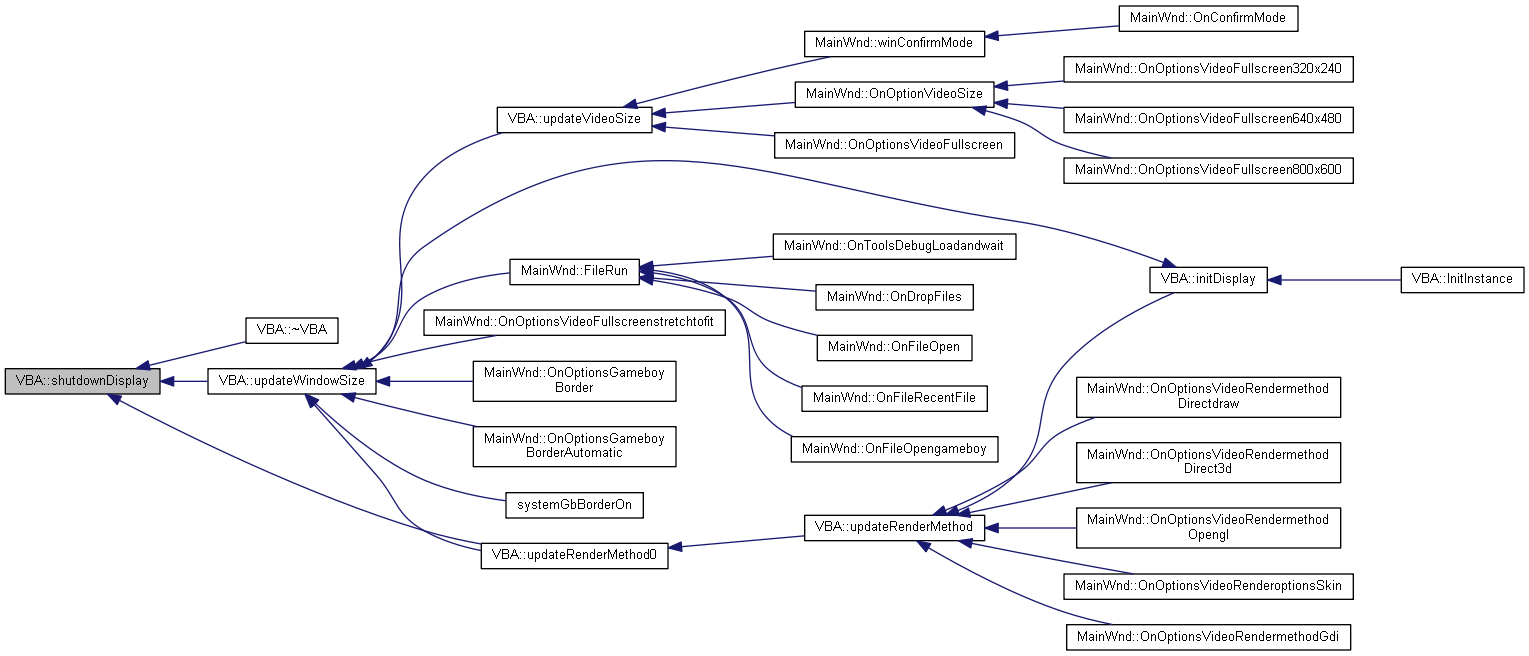 MainWnd::OnConfirmMode
MainWnd::winConfirmMode
MainWnd::OnOptionsVideoFullscreen320x240
MainWnd::OnOptionVideoSize
VBA::updateVideoSize
MainWnd::OnOptionsVideoFullscreen640x480
MainWnd::OnOptionsVideoFullscreen
MainWnd::OnOptionsVideoFullscreen800x600
MainWnd::OnToolsDebugLoadandwait
MainWnd::FileRun
VBA::initDisplay
VBA::InitInstance
MainWnd::OnDropFiles
MainWnd::OnOptionsVideoFullscreenstretchtofit
VBA::~VBA
MainWnd::OnFileOpen
VBA::shutdownDisplay
VBA::updateWindowSize
MainWnd::OnOptionsGameboy
Border
MainWnd::OnFileRecentFile
MainWnd::OnOptionsVideoRendermethod
Directdraw
MainWnd::OnOptionsGameboy
BorderAutomatic
MainWnd::OnFileOpengameboy
MainWnd::OnOptionsVideoRendermethod
Direct3d
systemGbBorderOn
VBA::updateRenderMethod
MainWnd::OnOptionsVideoRendermethod
Opengl
VBA::updateRenderMethod0
MainWnd::OnOptionsVideoRenderoptionsSkin
MainWnd::OnOptionsVideoRendermethodGdi